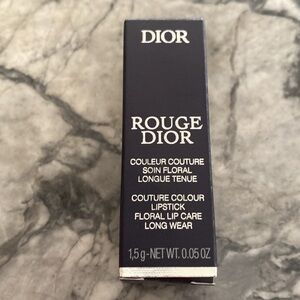 DIOR
ROUGE
DIOR
COULEUR COUTURE
SOIN FLORAL
LONGUE TENUE
COUTURE COLOUR
LIPSTICK
FLORAL LIP CARE
LONG WEAR
1,5 g-NET WT. 0.05 OZ